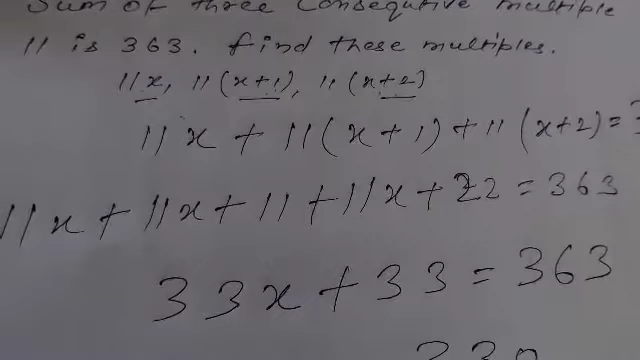 Sum of three Consequtive multiple
11 is 363. find these multiples.
11x, 11(x+1), 11(x+2)
11x + 11(x+1) + 11(x+2) =
11x + 11x + 11 + 11x + 22 = 363
33x + 33 = 363
330